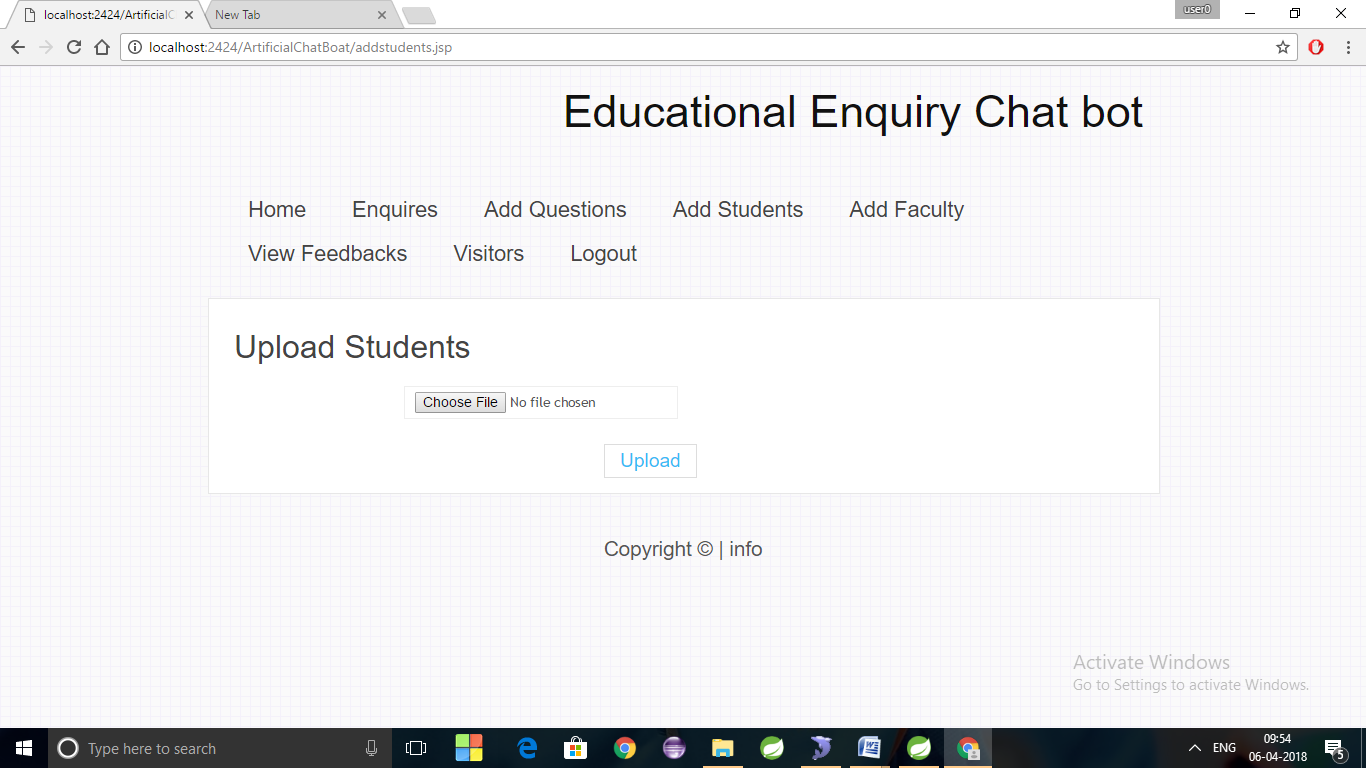 localhost:2424/ArtificialC
New Tab
user0
localhost:2424/ArtificialChatBoat/addstudents.jsp
Educational Enquiry Chat bot
Home Enquires Add Questions Add Students Add Faculty
View Feedbacks Visitors Logout
Upload Students
Choose File No file chosen
Upload
Copyright © | info
Activate Windows
Go to Settings to activate Windows.
Type here to search
ENG
09:54
06-04-2018
5